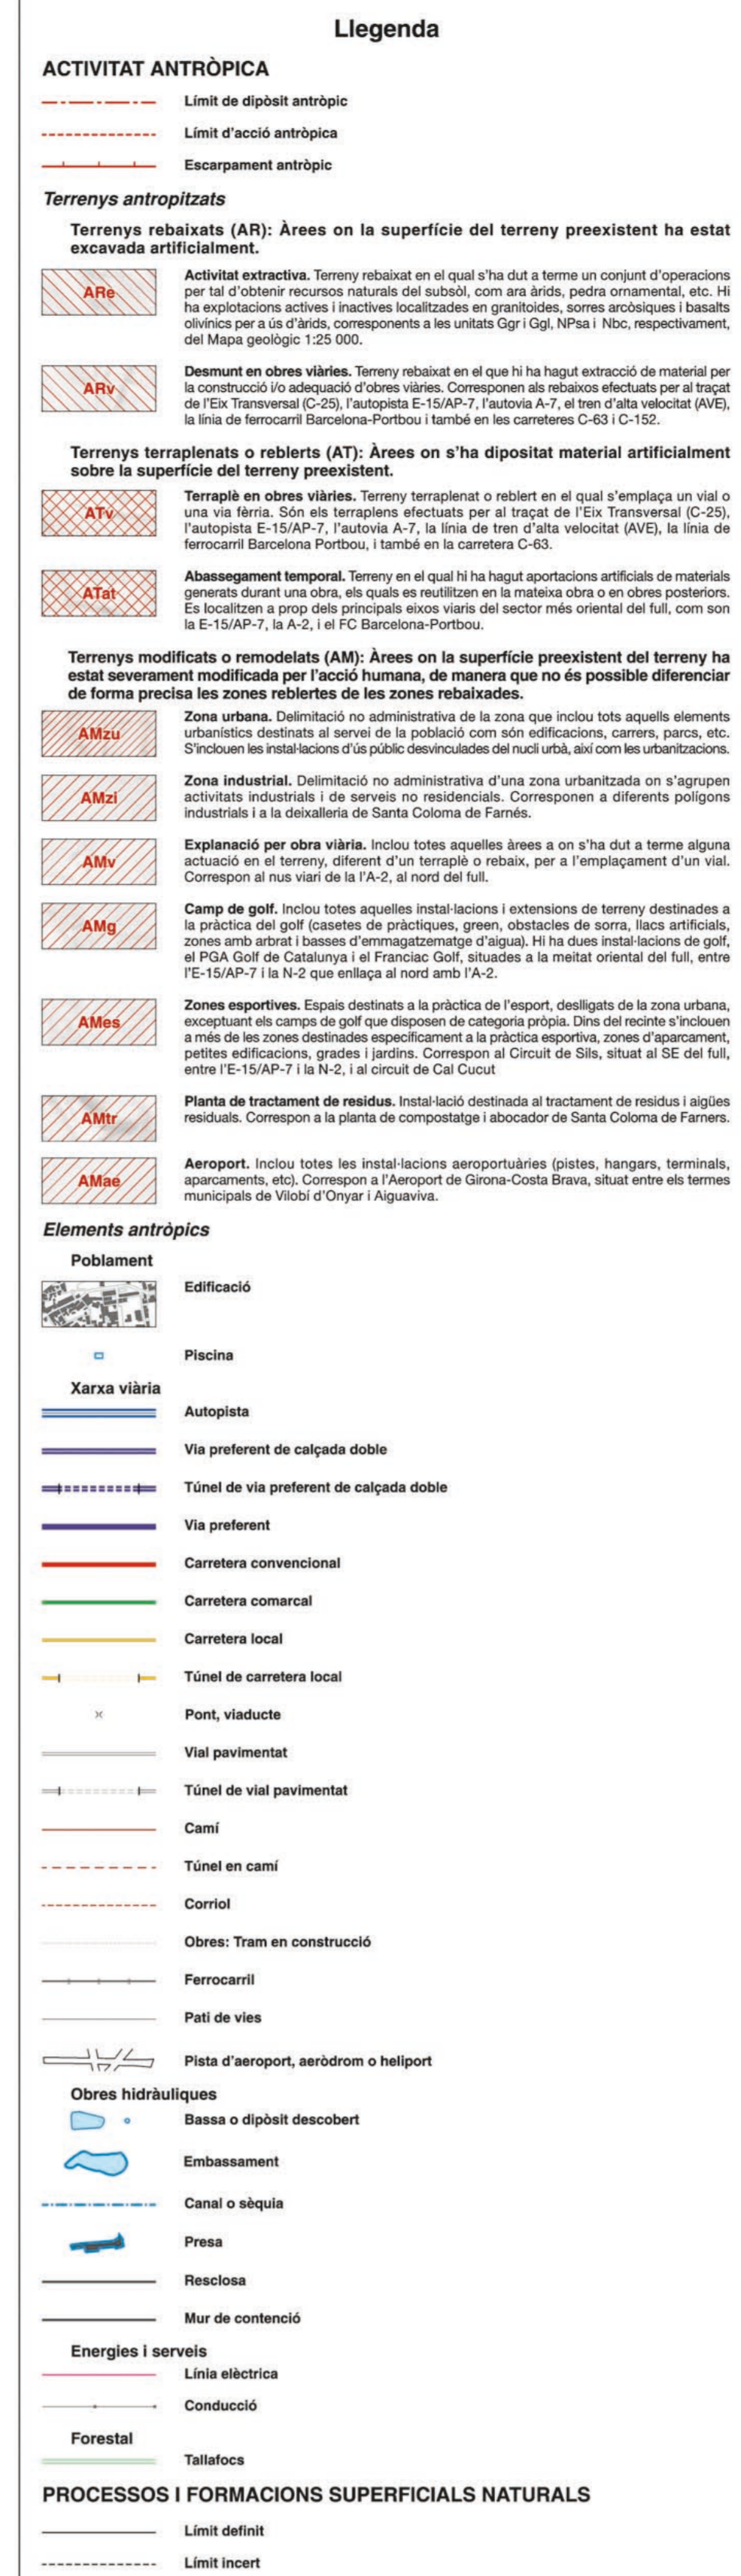 Llegenda
ACTIVITAT ANTRÒPICA
Límit de dipòsit antròpic
Límit d'acció antròpica
Escarpament antròpic
Terrenys antropitzats
Terrenys rebaixats (AR): Àrees on la superfície del terreny preexistent ha estat
excavada artificialment.
ARe
Activitat extractiva. Terreny rebaixat en el qual s'ha dut a terme un conjunt d'operacions
per tal d'obtenir recursos naturals del subsòl, com ara àrids, pedra ornamental, etc. Hi
ha explotacions actives i inactives localitzades en granitoides, sorres arcòsiques i basalts
olivínics per a ús d'àrids, corresponents a les unitats Ggr i Ggl, NPsa i Nbc, respectivament,
del Mapa geològic 1:25 000.
ARv
Desmunt en obres viàries. Terreny rebaixat en el que hi ha hagut extracció de material per
la construcció i/o adequació d'obres viàries. Corresponen als rebaixos efectuats per al traçat
de l'Eix Transversal (C-25), l'autopista E-15/AP-7, l'autovia A-7, el tren d'alta velocitat (AVE),
la línia de ferrocarril Barcelona-Portbou i també en les carreteres C-63 i C-152.
Terrenys terraplenats o reblerts (AT): Àrees on s'ha dipositat material artificialment
sobre la superfície del terreny preexistent.
ATv
Terraplè en obres viàries. Terreny terraplenat o reblert en el qual s'emplaça un vial o
una via fèrria. Són els terraplens efectuats per al traçat de l'Eix Transversal (C-25),
l'autopista E-15/AP-7, l'autovia A-7, la línia de tren d'alta velocitat (AVE), la línia de
ferrocarril Barcelona Portbou, i també en la carretera C-63.
ATat
Abassegament temporal. Terreny en el qual hi ha hagut aportacions artificials de materials
generats durant una obra, els quals es reutilitzen en la mateixa obra o en obres posteriors.
Es localitzen a prop dels principals eixos viaris del sector més oriental del full, com son
la E-15/AP-7, la A-2, i el FC Barcelona-Portbou.
Terrenys modificats o remodelats (AM): Àrees on la superfície preexistent del terreny ha
estat severament modificada per l'acció humana, de manera que no és possible diferenciar
de forma precisa les zones reblertes de les zones rebaixades.
AMzu
Zona urbana. Delimitació no administrativa de la zona que inclou tots aquells elements
urbanístics destinats al servei de la població com són edificacions, carrers, parcs, etc.
S'inclouen les instal·lacions d'ús públic desvinculades del nucli urbà, així com les urbanitzacions.
AMzi
Zona industrial. Delimitació no administrativa d'una zona urbanitzada on s'agrupen
activitats industrials i de serveis no residencials. Corresponen a diferents polígons
industrials i a la deixalleria de Santa Coloma de Farnés.
AMv
Explanació per obra viària. Inclou totes aquelles àrees a on s'ha dut a terme alguna
actuació en el terreny, diferent d'un terraplè o rebaix, per a l'emplaçament d'un vial.
Correspon al nus viari de la l'A-2, al nord del full.
AMg
Camp de golf. Inclou totes aquelles instal·lacions i extensions de terreny destinades a
la pràctica del golf (casetes de pràctiques, green, obstacles de sorra, llacs artificials,
zones amb arbrat i basses d'emmagatzematge d'aigua). Hi ha dues instal·lacions de golf,
el PGA Golf de Catalunya i el Franciac Golf, situades a la meitat oriental del full, entre
l'E-15/AP-7 i la N-2 que enllaça al nord amb l'A-2.
AMes
Zones esportives. Espais destinats a la pràctica de l'esport, deslligats de la zona urbana,
exceptuant els camps de golf que disposen de categoria pròpia. Dins del recinte s'inclouen
a més de les zones destinades específicament a la pràctica esportiva, zones d'aparcament,
petites edificacions, grades i jardins. Correspon al Circuit de Sils, situat al SE del full,
entre l'E-15/AP-7 i la N-2, i al circuit de Cal Cucut
AMtr
Planta de tractament de residus. Instal·lació destinada al tractament de residus i aigües
residuals. Correspon a la planta de compostatge i abocador de Santa Coloma de Farners.
AMae
Aeroport. Inclou totes les instal·lacions aeroportuàries (pistes, hangars, terminals,
aparcaments, etc). Correspon a l'Aeroport de Girona-Costa Brava, situat entre els termes
municipals de Vilobí d'Onyar i Aiguaviva.
Elements antròpics
Poblament
Edificació
Piscina
Xarxa viària
Autopista
Via preferent de calçada doble
Túnel de via preferent de calçada doble
Via preferent
Carretera convencional
Carretera comarcal
Carretera local
Túnel de carretera local
Pont, viaducte
Vial pavimentat
Túnel de vial pavimentat
Camí
Túnel en camí
Corriol
Obres: Tram en construcció
Ferrocarril
Pati de vies
Pista d'aeroport, aeròdrom o heliport
Obres hidràuliques
Bassa o dipòsit descobert
Embassament
Canal o sèquia
Presa
Resclosa
Mur de contenció
Energies i serveis
Línia elèctrica
Conducció
Forestal
Tallafocs
PROCESSOS I FORMACIONS SUPERFICIALS NATURALS
Límit definit
Límit incert